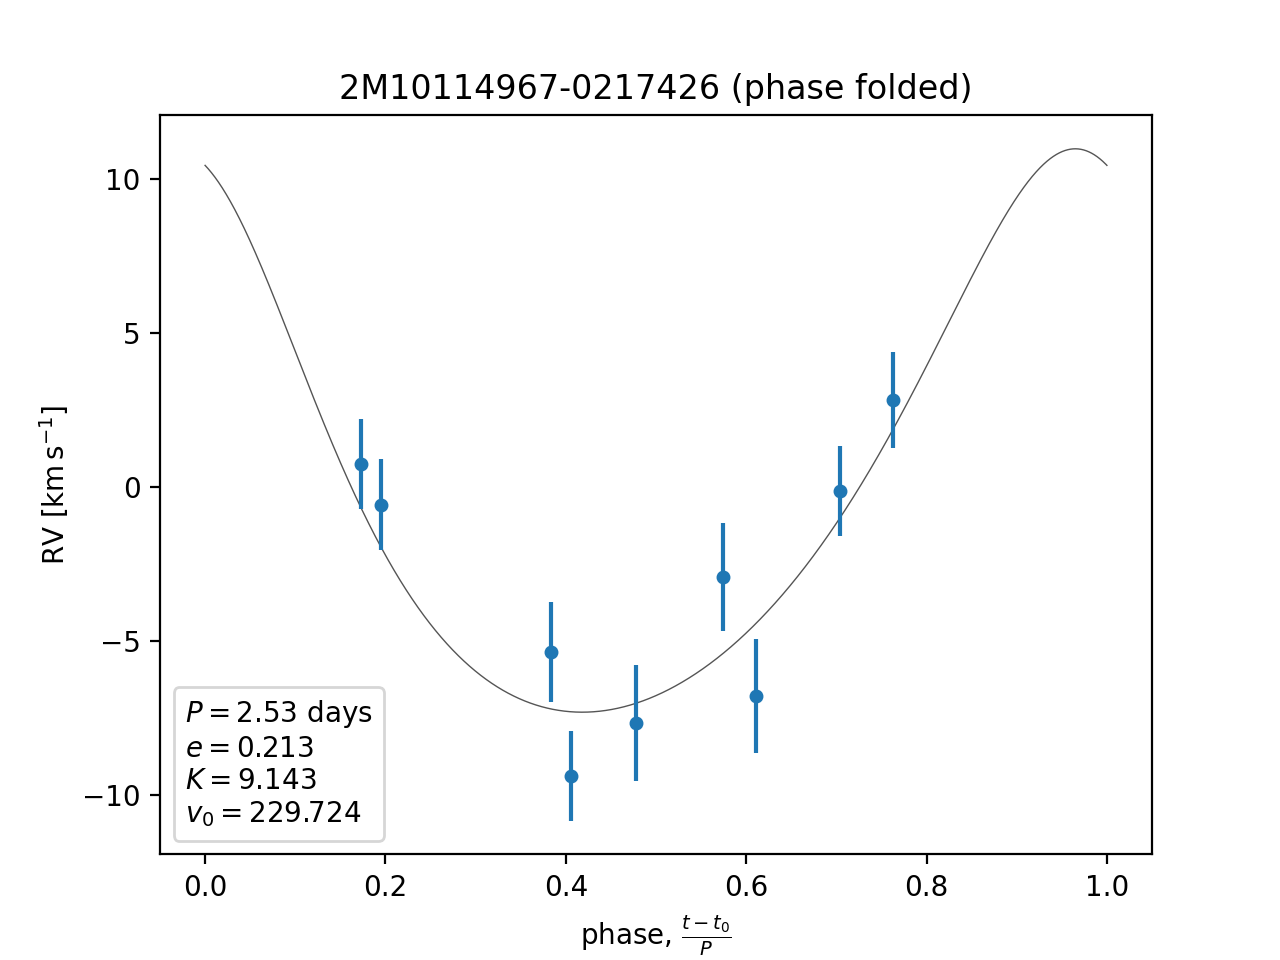 2M10114967-0217426 (phase folded)
10
5
0
−5
−10
RV [km s⁻¹]
P = 2.53 days
e = 0.213
K = 9.143
v₀ = 229.724
0.0 0.2 0.4 0.6 0.8 1.0
phase, (t − t₀)/P